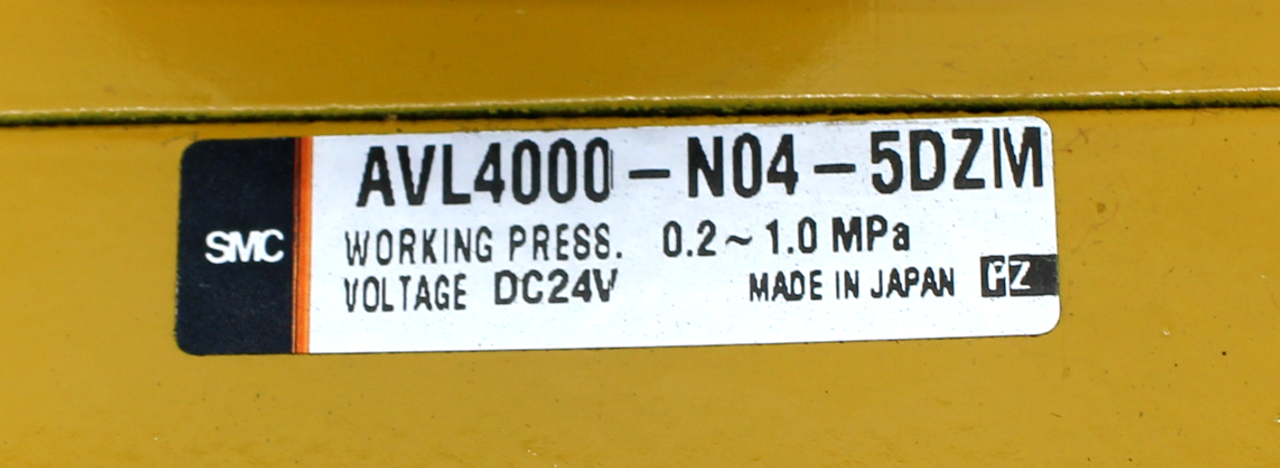 SMC
AVL4000-N04-5DZM
WORKING PRESS. 0.2~1.0 MPa
VOLTAGE DC24V
MADE IN JAPAN